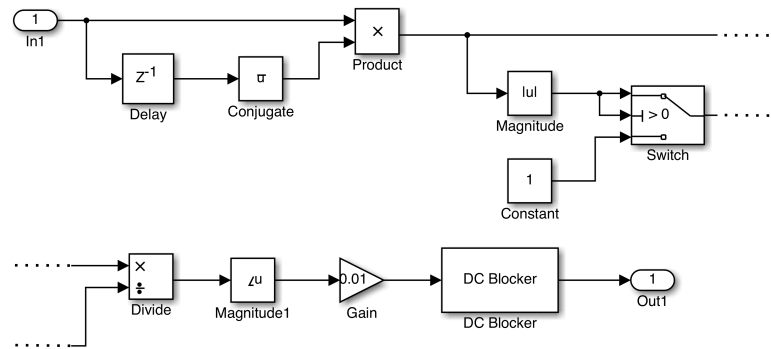 1
In1
Z-1
Delay
u
Conjugate
×
Product
|u|
Magnitude
> 0
Switch
1
Constant
×
÷
Divide
∠u
Magnitude1
0.01
Gain
DC Blocker
DC Blocker
1
Out1